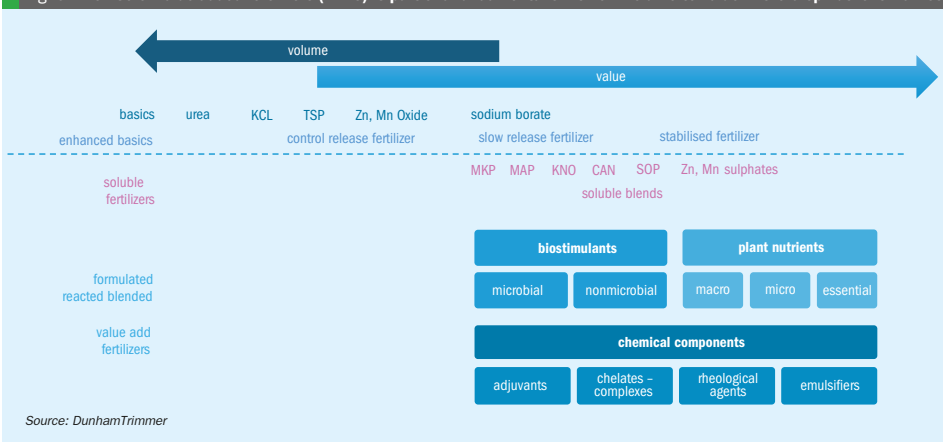 volume
value
basics urea KCL TSP Zn, Mn Oxide sodium borate
enhanced basics control release fertilizer slow release fertilizer stabilised fertilizer
MKP MAP KNO CAN SOP Zn, Mn sulphates
soluble
fertilizers
soluble blends
biostimulants plant nutrients
formulated
reacted blended
microbial nonmicrobial macro micro essential
value add
fertilizers
chemical components
adjuvants chelates – complexes rheological agents emulsifiers
Source: DunhamTrimmer